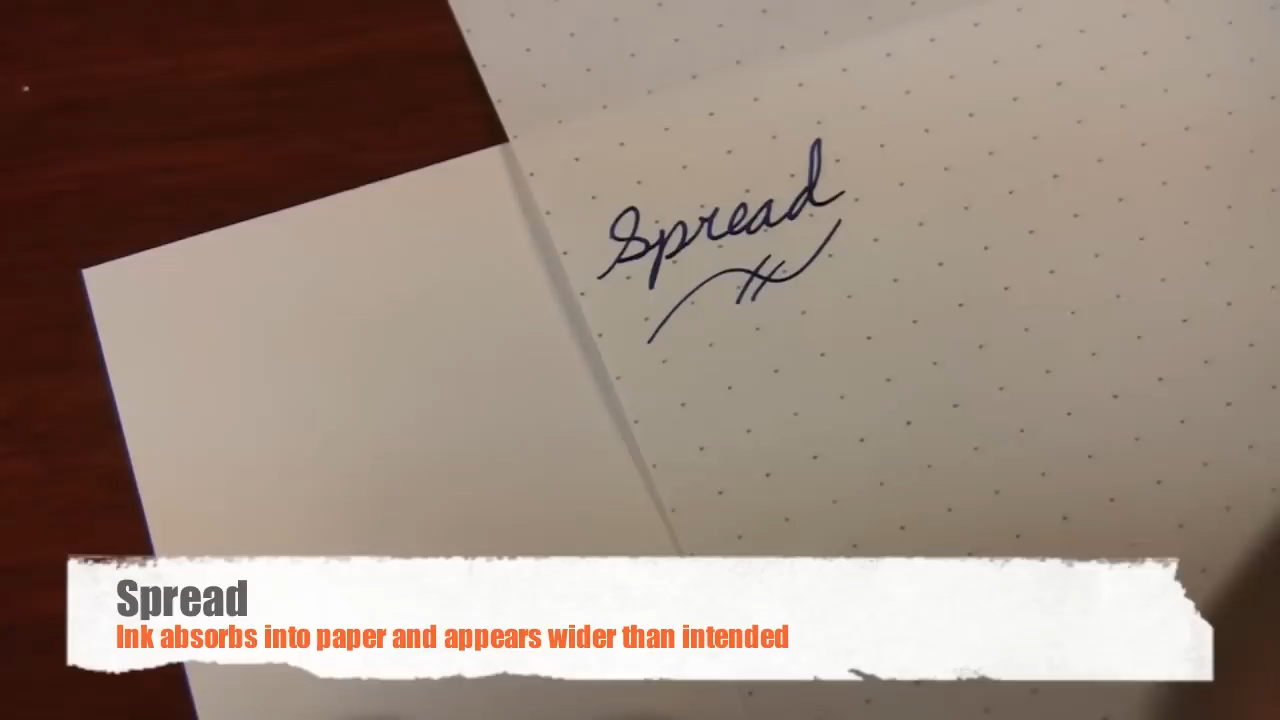 Spread
Spread
Ink absorbs into paper and appears wider than intended